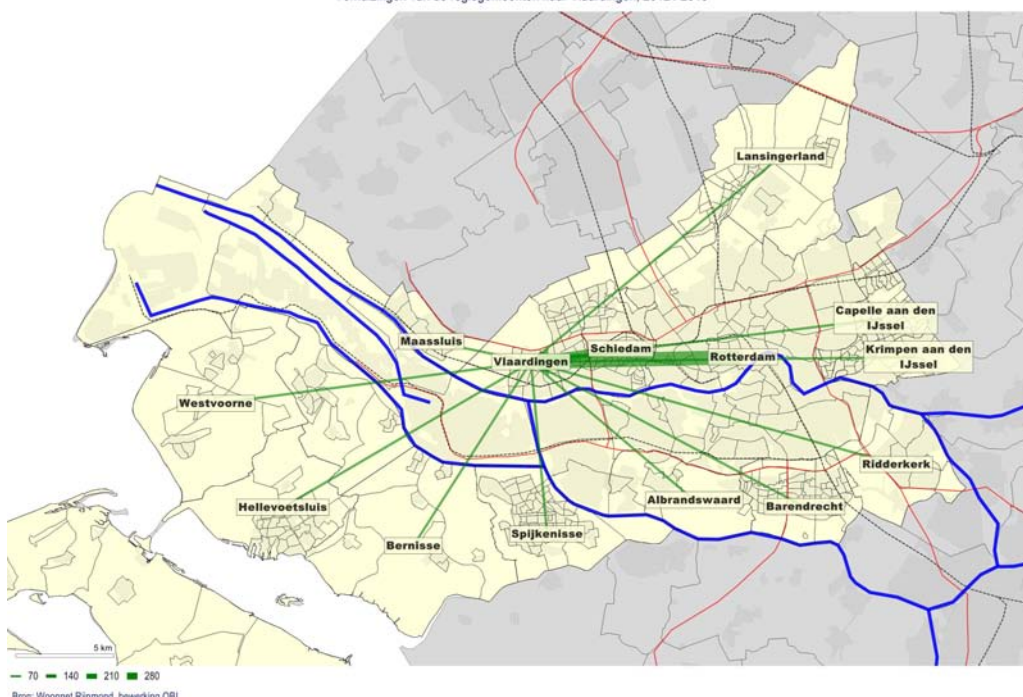 Lansingerland
Capelle aan den
IJssel
Maassluis
Schiedam
Vlaardingen
Rotterdam
Krimpen aan den
IJssel
Westvoorne
Ridderkerk
Hellevoetsluis
Albrandswaard
Barendrecht
Bernisse
Spijkenisse
5 km
70 140 210 280
Bron: Woonnet Rijnmond, bewerking OBI